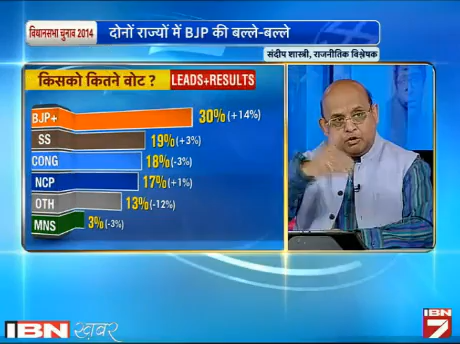 विधानसभा चुनाव 2014
दोनों राज्यों में BJP की बल्ले-बल्ले
संदीप शास्त्री, राजनीतिक विश्लेषक
किसको कितने वोट ?
LEADS+RESULTS
BJP+ 30% (+14%)
SS 19% (+3%)
CONG 18% (-3%)
NCP 17% (+1%)
OTH 13% (-12%)
MNS 3% (-3%)
IBN ख़बर
IBN
7